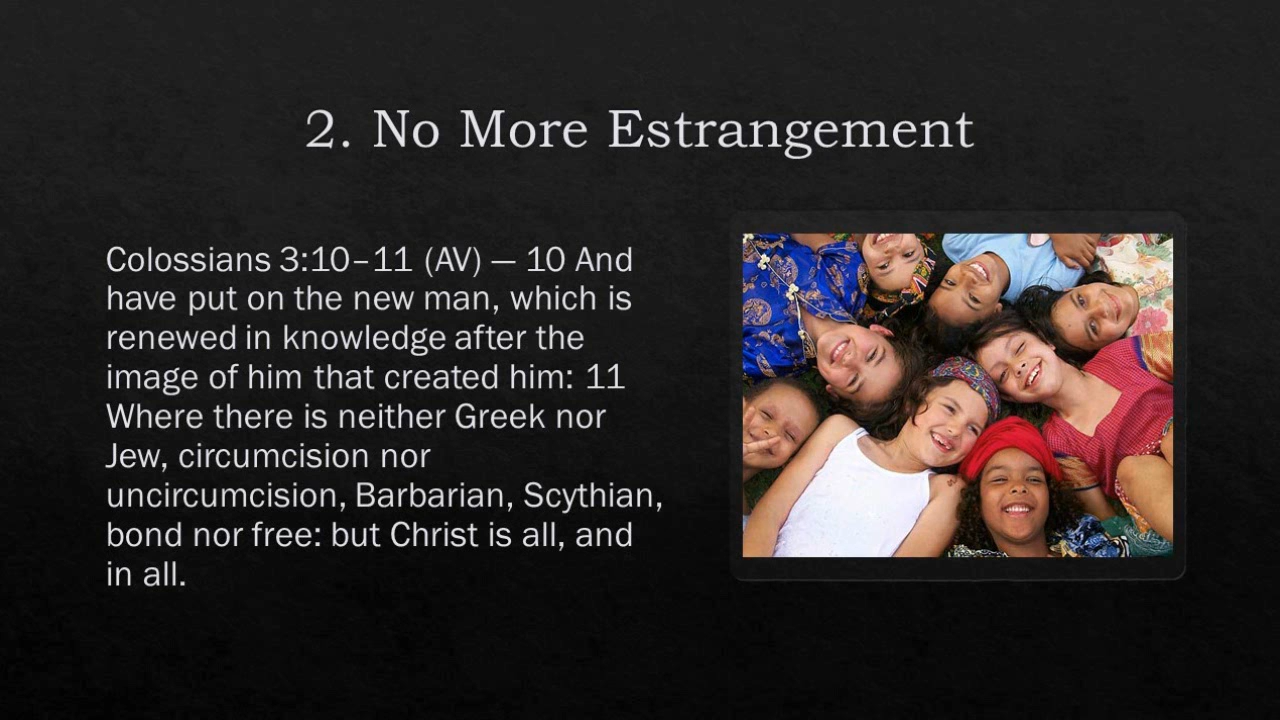 2. No More Estrangement
Colossians 3:10–11 (AV) — 10 And
have put on the new man, which is
renewed in knowledge after the
image of him that created him: 11
Where there is neither Greek nor
Jew, circumcision nor
uncircumcision, Barbarian, Scythian,
bond nor free: but Christ is all, and
in all.